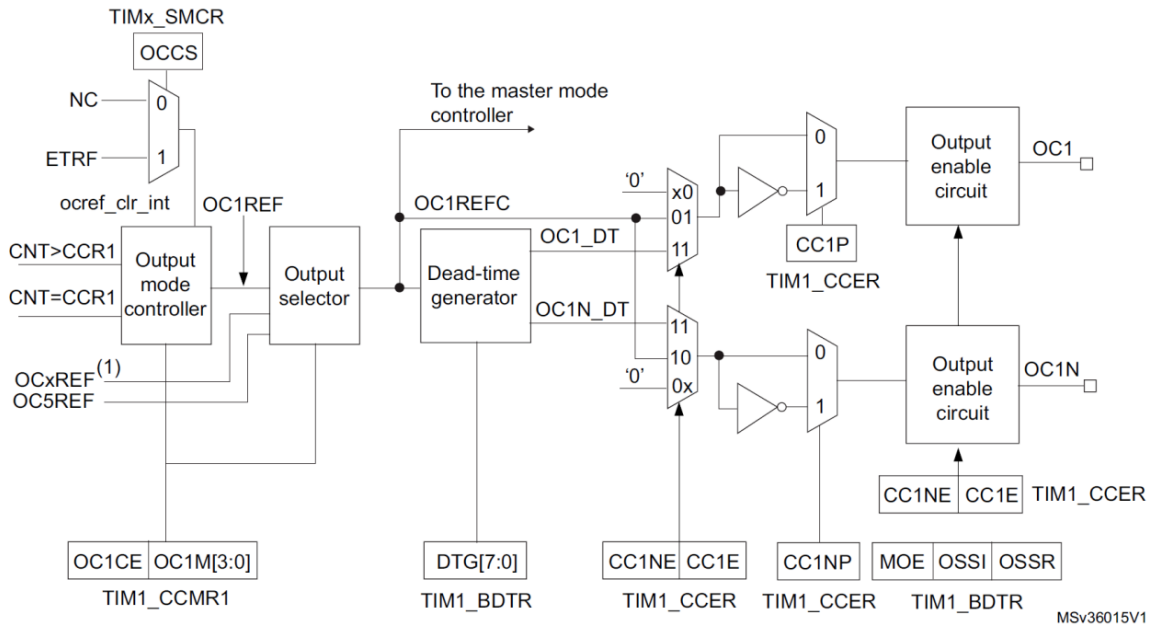 TIMx_SMCR
OCCS
To the master mode
controller
NC
0
ETRF
1
ocref_clr_int
OC1REF
CNT>CCR1
CNT=CCR1
Output
mode
controller
Output
selector
OCxREF(1)
OC5REF
OC1REFC
Dead-time
generator
OC1_DT
OC1N_DT
'0'
x0
01
11
11
10
0x
'0'
0
1
CC1P
TIM1_CCER
0
1
Output
enable
circuit
OC1
Output
enable
circuit
OC1N
CC1NE CC1E TIM1_CCER
OC1CE OC1M[3:0]
TIM1_CCMR1
DTG[7:0]
TIM1_BDTR
CC1NE CC1E
TIM1_CCER
CC1NP
TIM1_CCER
MOE OSSI OSSR
TIM1_BDTR
MSv36015V1